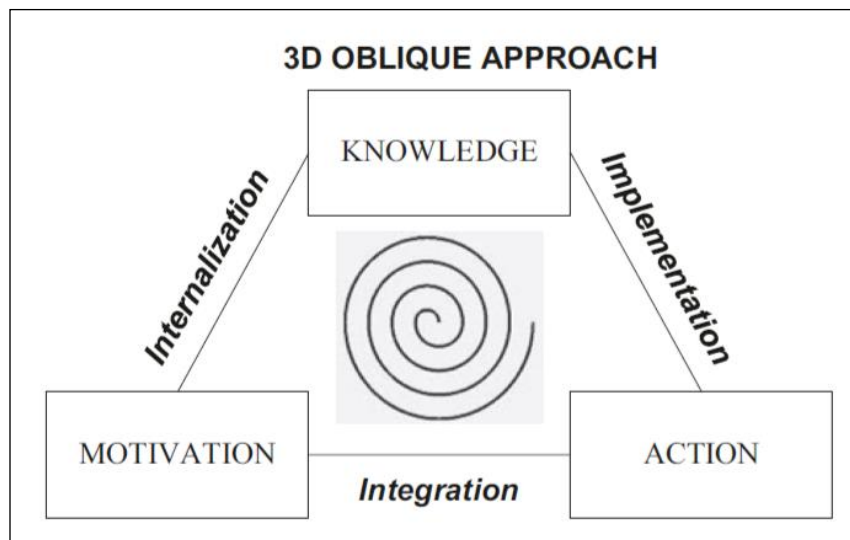 3D OBLIQUE APPROACH
KNOWLEDGE
Internalization
Implementation
MOTIVATION
ACTION
Integration